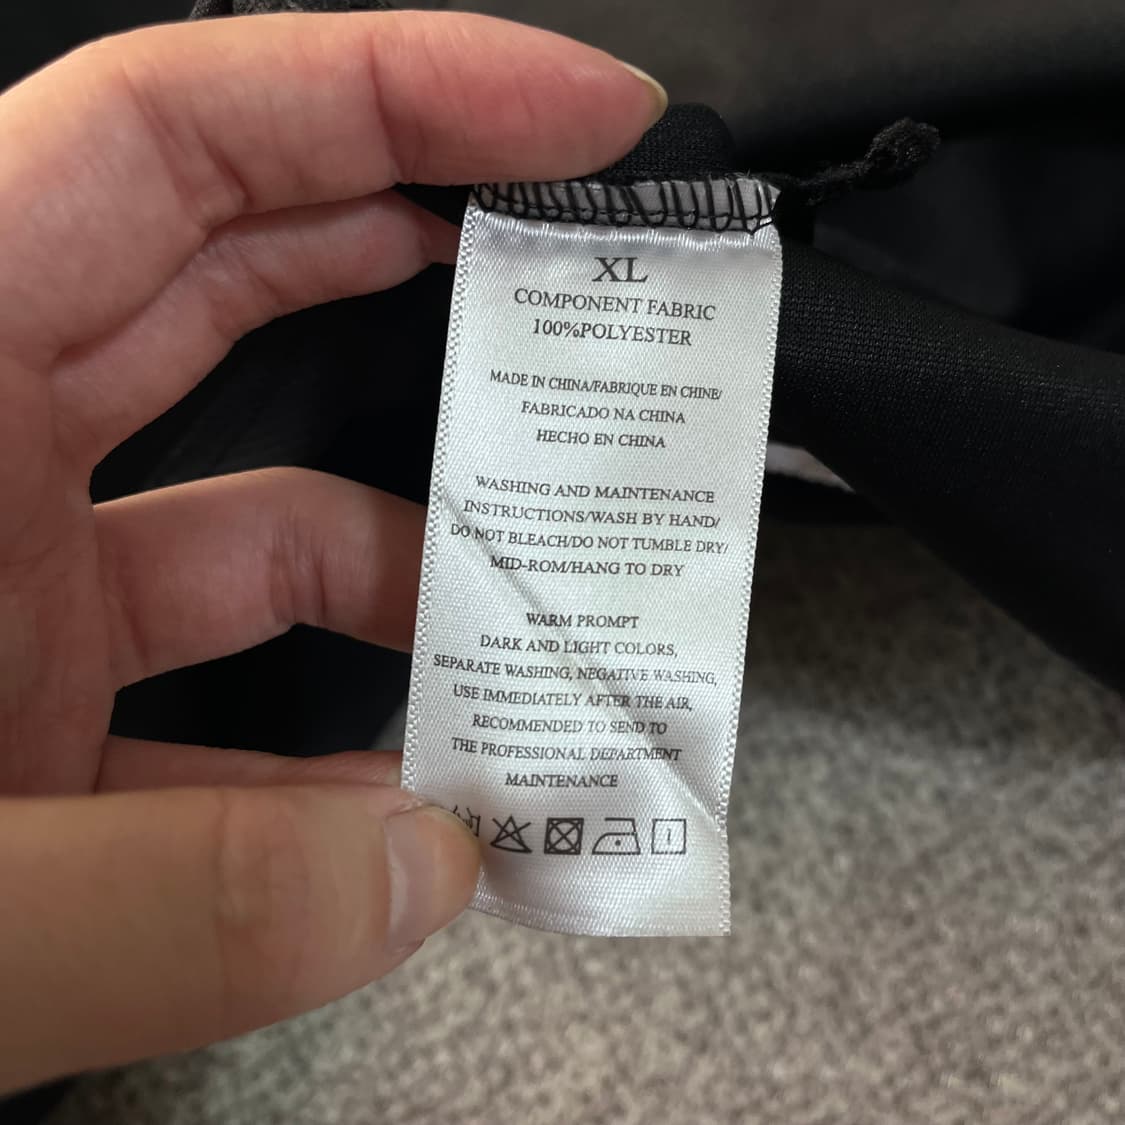 XL
COMPONENT FABRIC
100%POLYESTER
MADE IN CHINA/FABRIQUE EN CHINE/
FABRICADO NA CHINA
HECHO EN CHINA
WASHING AND MAINTENANCE
INSTRUCTIONS/WASH BY HAND/
DO NOT BLEACH/DO NOT TUMBLE DRY/
MID-ROM/HANG TO DRY
WARM PROMPT
DARK AND LIGHT COLORS,
SEPARATE WASHING, NEGATIVE WASHING,
USE IMMEDIATELY AFTER THE AIR,
RECOMMENDED TO SEND TO
THE PROFESSIONAL DEPARTMENT
MAINTENANCE